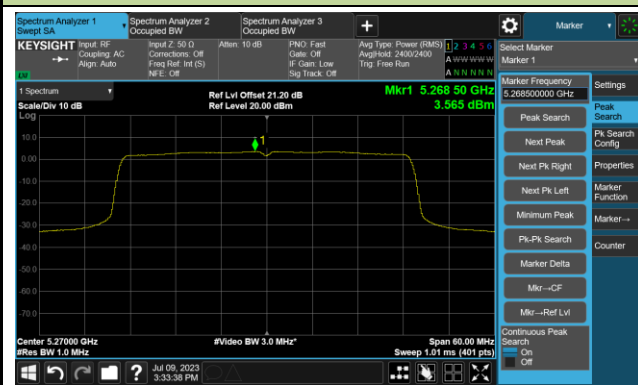 Spectrum Analyzer 1
Swept SA
Spectrum Analyzer 2
Occupied BW
Spectrum Analyzer 3
Occupied BW
+
Marker
KEYSIGHT
Input: RF
Coupling: AC
Align: Auto
Input Z: 50 Ω
Corrections: Off
Freq Ref: Int (S)
NFE: Off
Atten: 10 dB
PNO: Fast
Gate: Off
IF Gain: Low
Sig Track: Off
Avg Type: Power (RMS)
Avg|Hold: 2400/2400
Trig: Free Run
1 2 3 4 5 6
A W W W W W
A N N N N N
Select Marker
Marker 1
1 Spectrum
Scale/Div 10 dB
Log
Ref Lvl Offset 21.20 dB
Ref Level 20.00 dBm
Mkr1 5.268 50 GHz
3.565 dBm
Marker Frequency
5.268500000 GHz
Settings
Peak Search
Peak
Search
Next Peak
Pk Search
Config
Next Pk Right
Properties
Next Pk Left
Marker
Function
Minimum Peak
Marker→
Pk-Pk Search
Counter
Marker Delta
Mkr→CF
Mkr→Ref Lvl
Continuous Peak
Search
On
Off
1
10.0
0.00
-10.0
-20.0
-30.0
-40.0
-50.0
-60.0
-70.0
Center 5.27000 GHz
#Res BW 1.0 MHz
#Video BW 3.0 MHz*
Span 60.00 MHz
Sweep 1.01 ms (401 pts)
?
Jul 09, 2023
3:33:38 PM